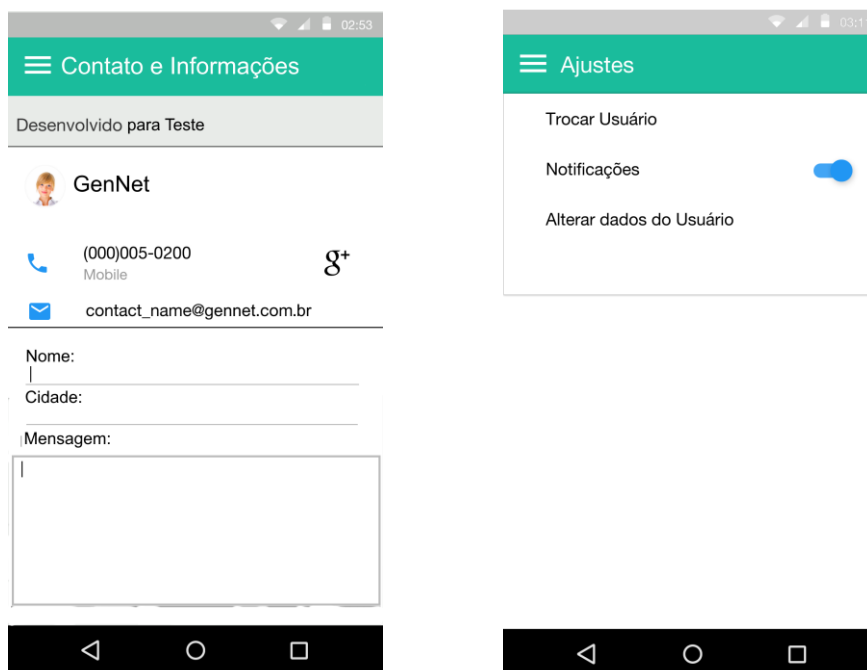 02:53
Contato e Informações
Desenvolvido para Teste
GenNet
(000)005-0200
g+
Mobile
contact_name@gennet.com.br
Nome:
Cidade:
Mensagem:
Ajustes
Trocar Usuário
Notificações
Alterar dados do Usuário